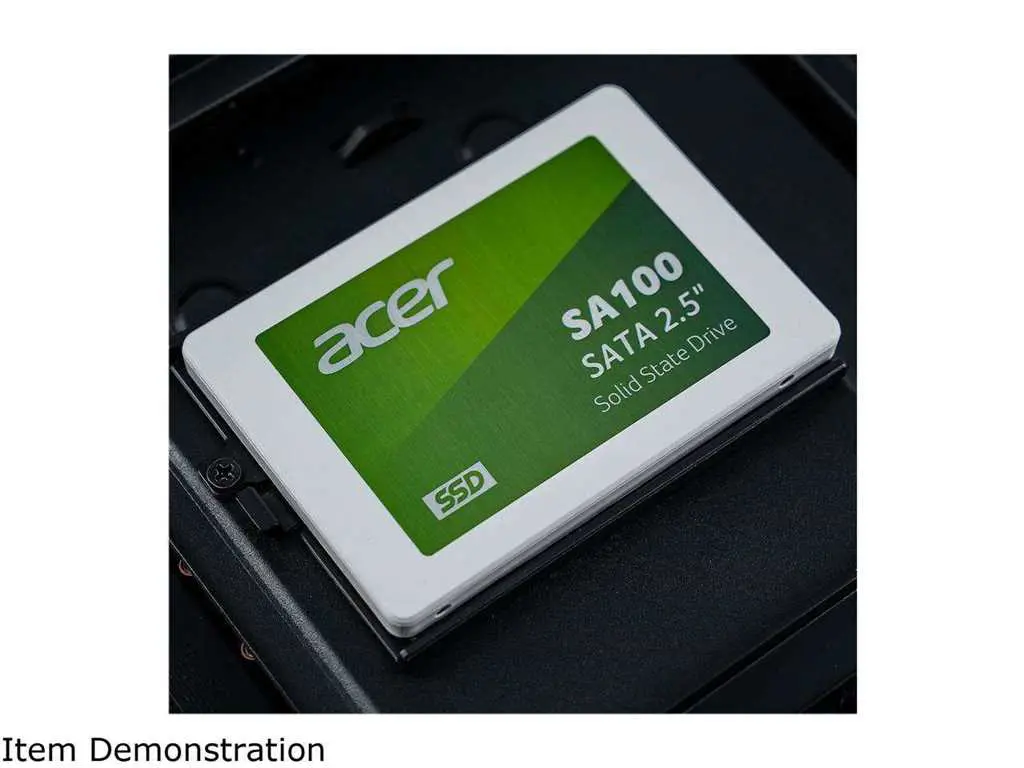 acer
SA100
SATA 2.5"
Solid State Drive
SSD
Item Demonstration